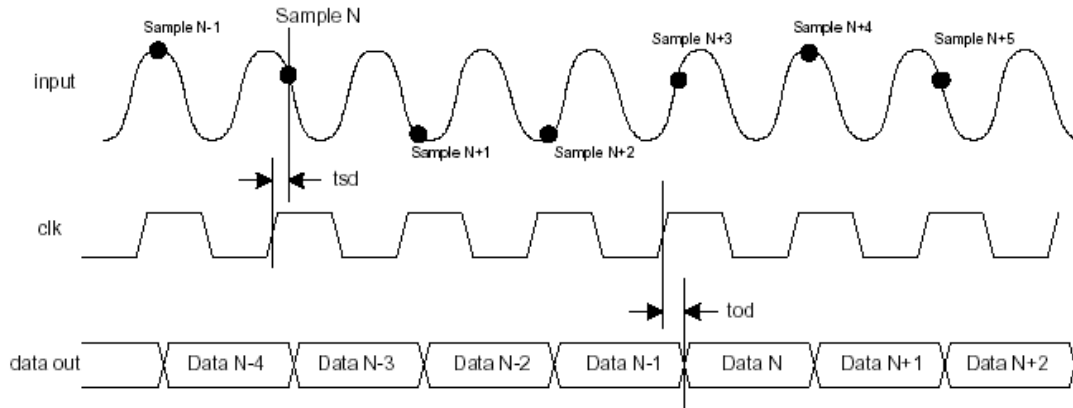 Sample N
Sample N-1
Sample N+3
Sample N+4
Sample N+5
input
Sample N+1
Sample N+2
tsd
clk
tod
data out
Data N-4
Data N-3
Data N-2
Data N-1
Data N
Data N+1
Data N+2